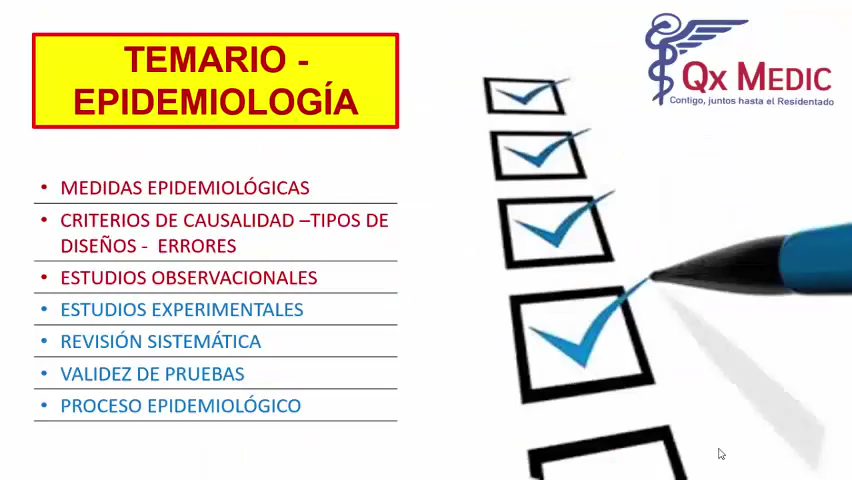 TEMARIO -
EPIDEMIOLOGÍA
Qx MEDIC
Contigo, juntos hasta el Residentado
• MEDIDAS EPIDEMIOLÓGICAS
• CRITERIOS DE CAUSALIDAD –TIPOS DE
DISEÑOS - ERRORES
• ESTUDIOS OBSERVACIONALES
• ESTUDIOS EXPERIMENTALES
• REVISIÓN SISTEMÁTICA
• VALIDEZ DE PRUEBAS
• PROCESO EPIDEMIOLÓGICO